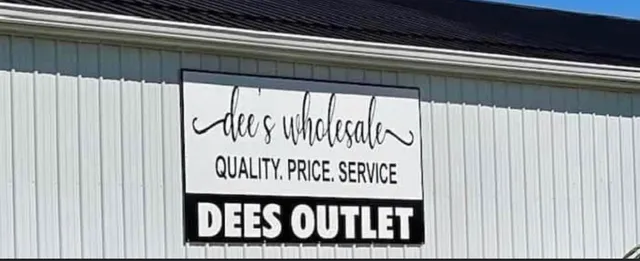 dee's wholesale
QUALITY. PRICE. SERVICE
DEES OUTLET